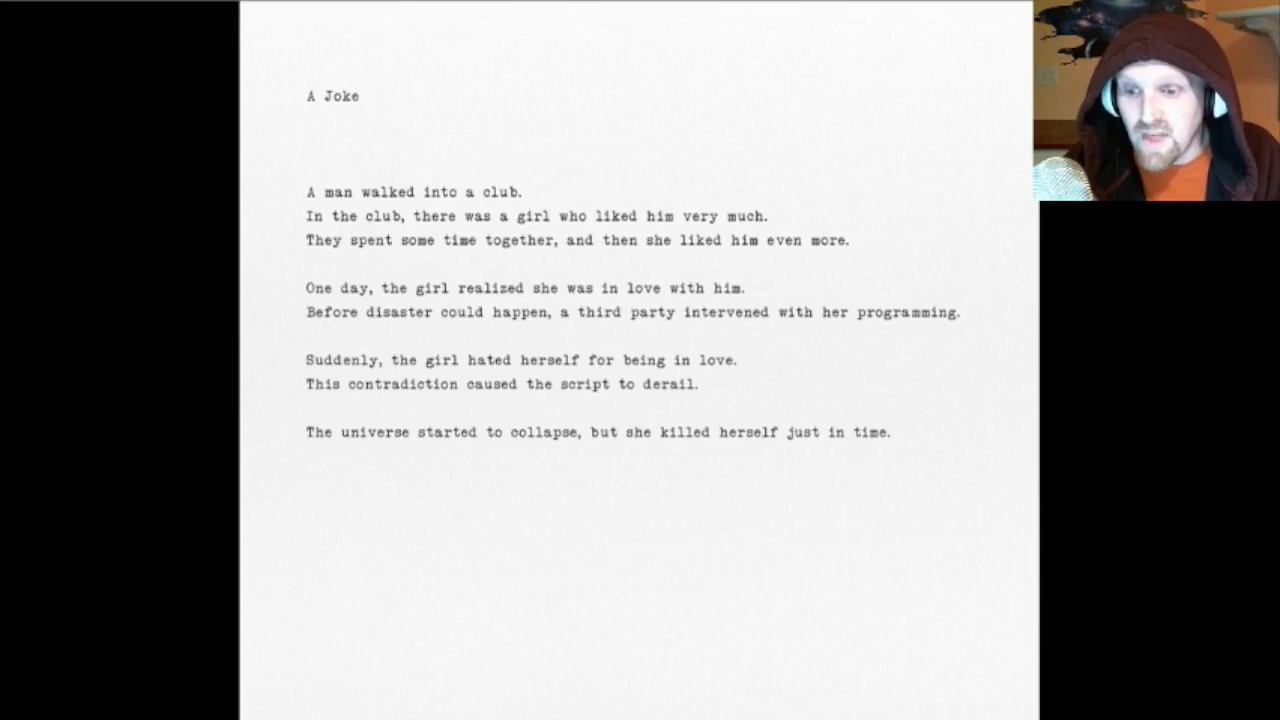 A Joke
A man walked into a club.
In the club, there was a girl who liked him very much.
They spent some time together, and then she liked him even more.
One day, the girl realized she was in love with him.
Before disaster could happen, a third party intervened with her programming.
Suddenly, the girl hated herself for being in love.
This contradiction caused the script to derail.
The universe started to collapse, but she killed herself just in time.